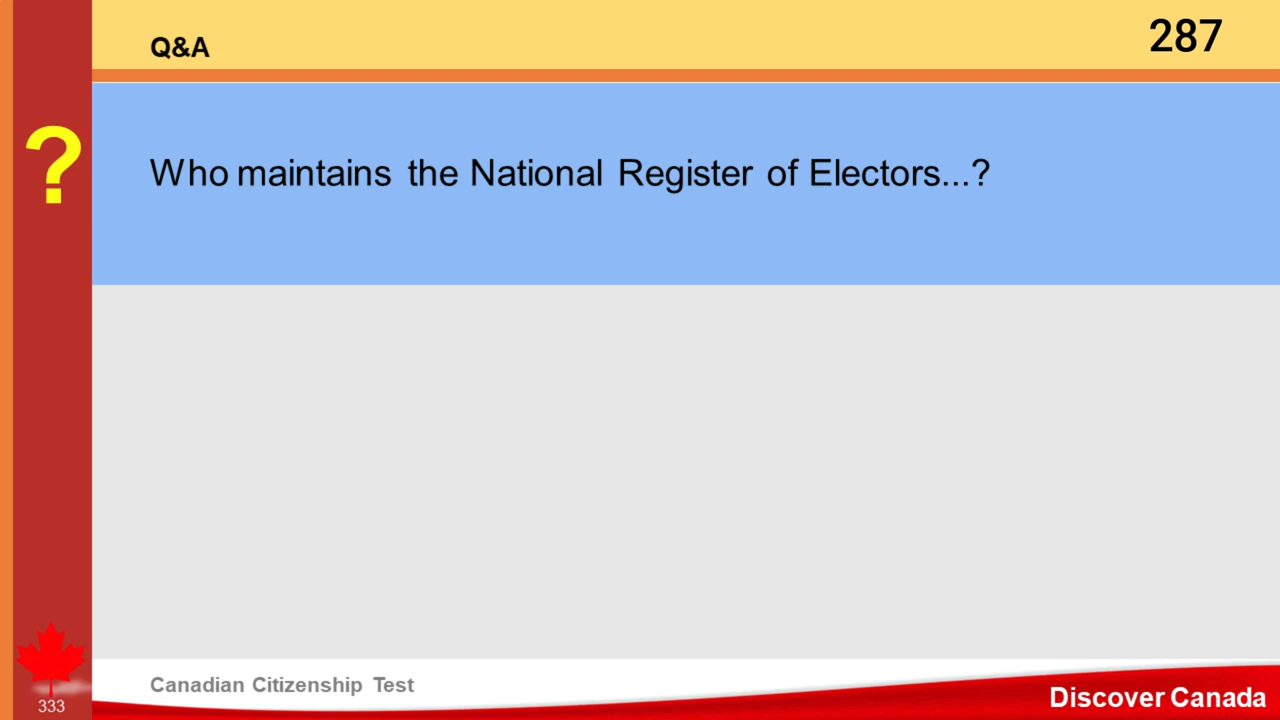 Q&A
287
?
Who maintains the National Register of Electors...?
Canadian Citizenship Test
333
Discover Canada